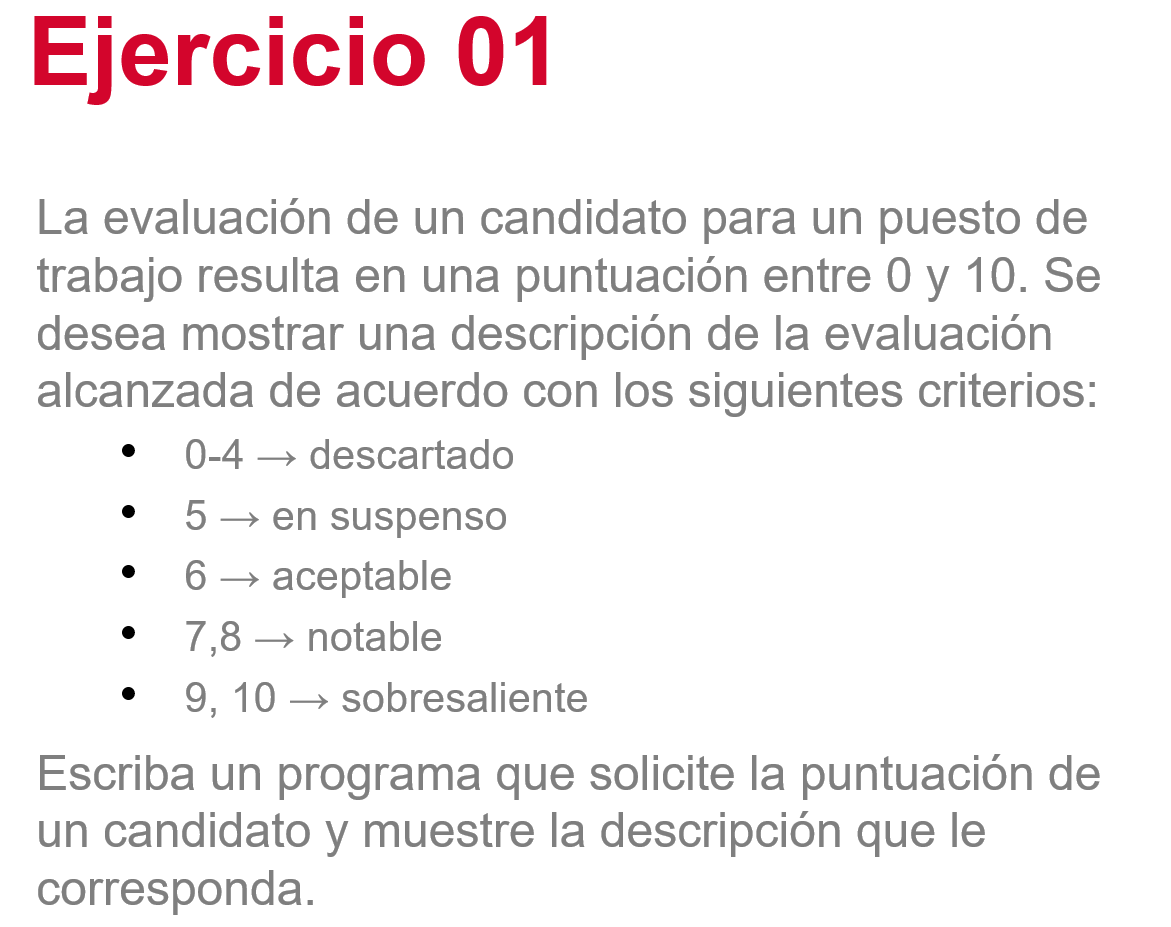 Ejercicio 01
La evaluación de un candidato para un puesto de
trabajo resulta en una puntuación entre 0 y 10. Se
desea mostrar una descripción de la evaluación
alcanzada de acuerdo con los siguientes criterios:
• 0-4 → descartado
• 5 → en suspenso
• 6 → aceptable
• 7,8 → notable
• 9, 10 → sobresaliente
Escriba un programa que solicite la puntuación de
un candidato y muestre la descripción que le
corresponda.